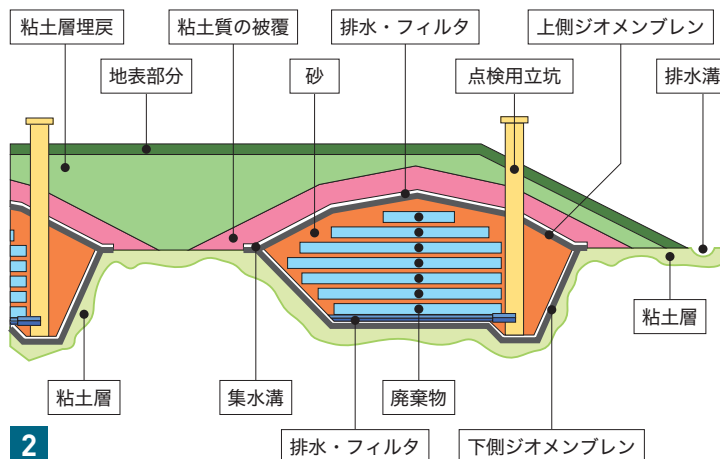 粘土層埋戻
粘土質の被覆
排水・フィルタ
上側ジオメンブレン
地表部分
砂
点検用立坑
排水溝
粘土層
粘土層
集水溝
廃棄物
排水・フィルタ
下側ジオメンブレン
2